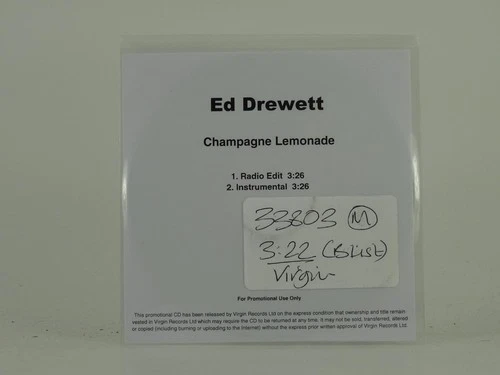 Ed Drewett
Champagne Lemonade
1. Radio Edit 3:26
2. Instrumental 3:26
33803 M
3:22 (B List)
Virgin
For Promotional Use Only
This promotional CD has been released by Virgin Records Ltd on the express condition that ownership and title remain
vested in Virgin Records Ltd which may require the CD to be returned at any time. It may not be sold, transferred, altered
or copied (including burning or uploading to the Internet) without the express prior written approval of Virgin Records Ltd.